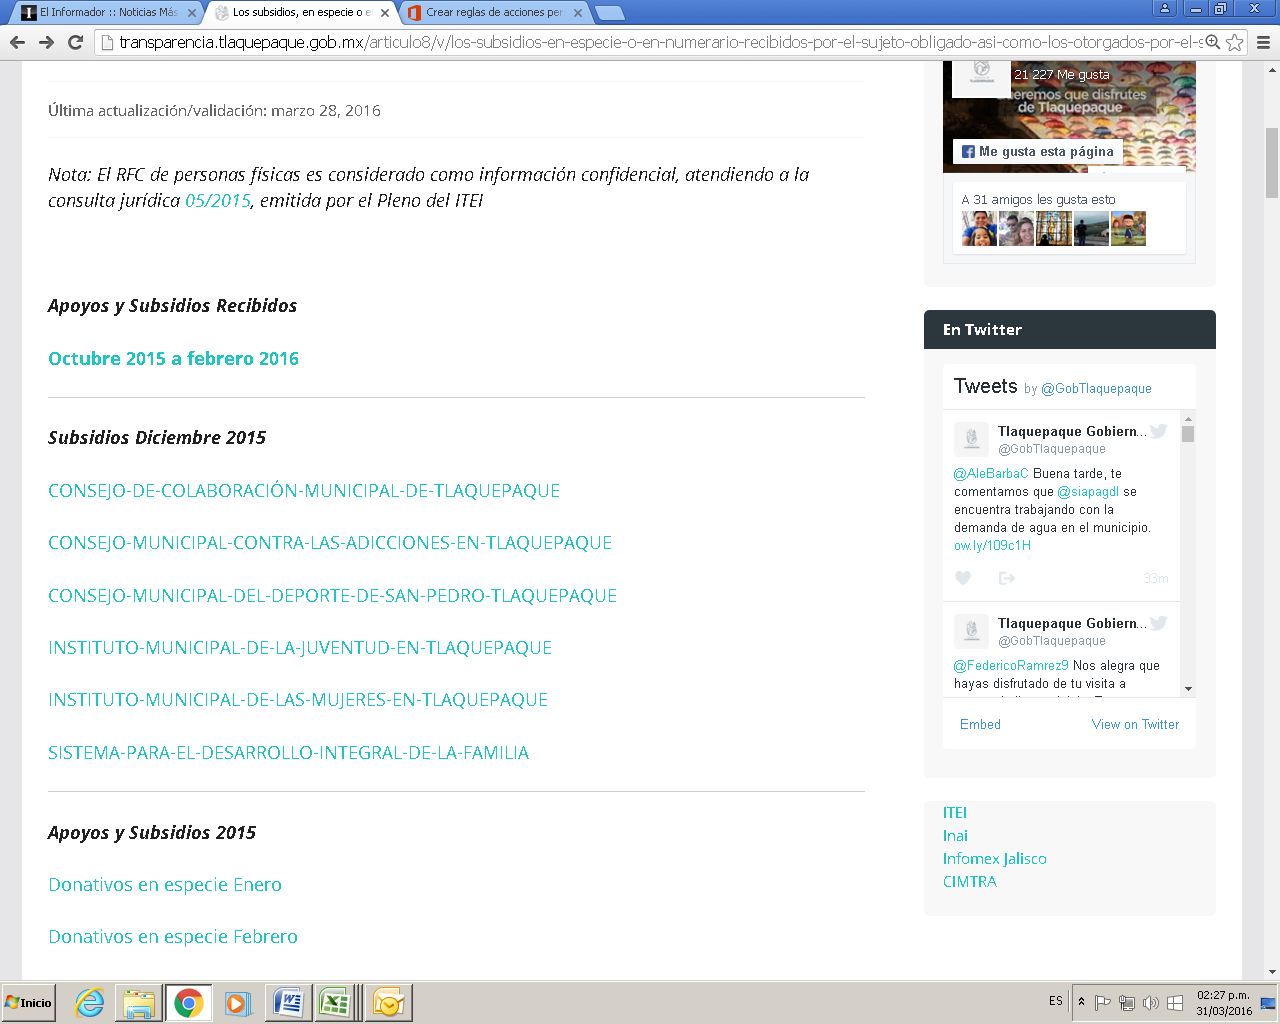 El Informador :: Noticias Más
Los subsidios, en especie o e
Crear reglas de acciones per
transparencia.tlaquepaque.gob.mx/articulo8/v/los-subsidios-en-especie-o-en-numerario-recibidos-por-el-sujeto-obligado-asi-como-los-otorgados-por-el-s
Última actualización/validación: marzo 28, 2016
Nota: El RFC de personas físicas es considerado como información confidencial, atendiendo a la
consulta jurídica 05/2015, emitida por el Pleno del ITEI
Apoyos y Subsidios Recibidos
Octubre 2015 a febrero 2016
Subsidios Diciembre 2015
CONSEJO-DE-COLABORACIÓN-MUNICIPAL-DE-TLAQUEPAQUE
CONSEJO-MUNICIPAL-CONTRA-LAS-ADICCIONES-EN-TLAQUEPAQUE
CONSEJO-MUNICIPAL-DEL-DEPORTE-DE-SAN-PEDRO-TLAQUEPAQUE
INSTITUTO-MUNICIPAL-DE-LA-JUVENTUD-EN-TLAQUEPAQUE
INSTITUTO-MUNICIPAL-DE-LAS-MUJERES-EN-TLAQUEPAQUE
SISTEMA-PARA-EL-DESARROLLO-INTEGRAL-DE-LA-FAMILIA
Apoyos y Subsidios 2015
Donativos en especie Enero
Donativos en especie Febrero
21 227 Me gusta
Queremos que disfrutes
de Tlaquepaque
Me gusta esta página
A 31 amigos les gusta esto
En Twitter
Tweets by @GobTlaquepaque
Tlaquepaque Gobiern...
@GobTlaquepaque
@AleBarbaC Buena tarde, te
comentamos que @siapagdl se
encuentra trabajando con la
demanda de agua en el municipio.
ow.ly/109c1H
33m
Tlaquepaque Gobiern...
@GobTlaquepaque
@FedericoRamrez9 Nos alegra que
hayas disfrutado de tu visita a
Embed
View on Twitter
ITEI
Inai
Infomex Jalisco
CIMTRA
Inicio
ES
02:27 p.m.
31/03/2016